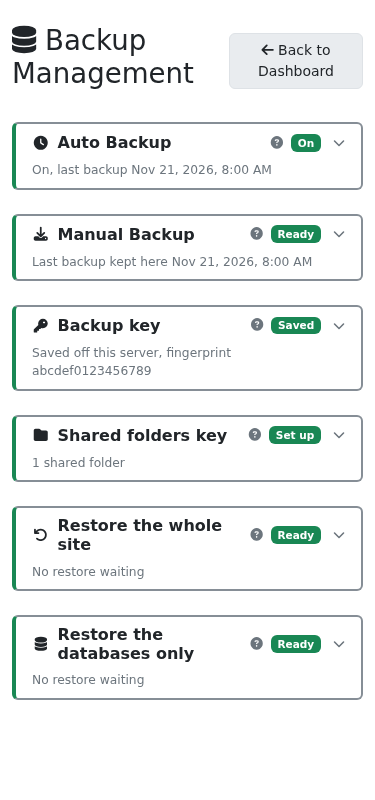 Backup
Management
Back to
Dashboard
Auto Backup
On
On, last backup Nov 21, 2026, 8:00 AM
Manual Backup
Ready
Last backup kept here Nov 21, 2026, 8:00 AM
Backup key
Saved
Saved off this server, fingerprint
abcdef0123456789
Shared folders key
Set up
1 shared folder
Restore the whole
site
Ready
No restore waiting
Restore the
databases only
Ready
No restore waiting